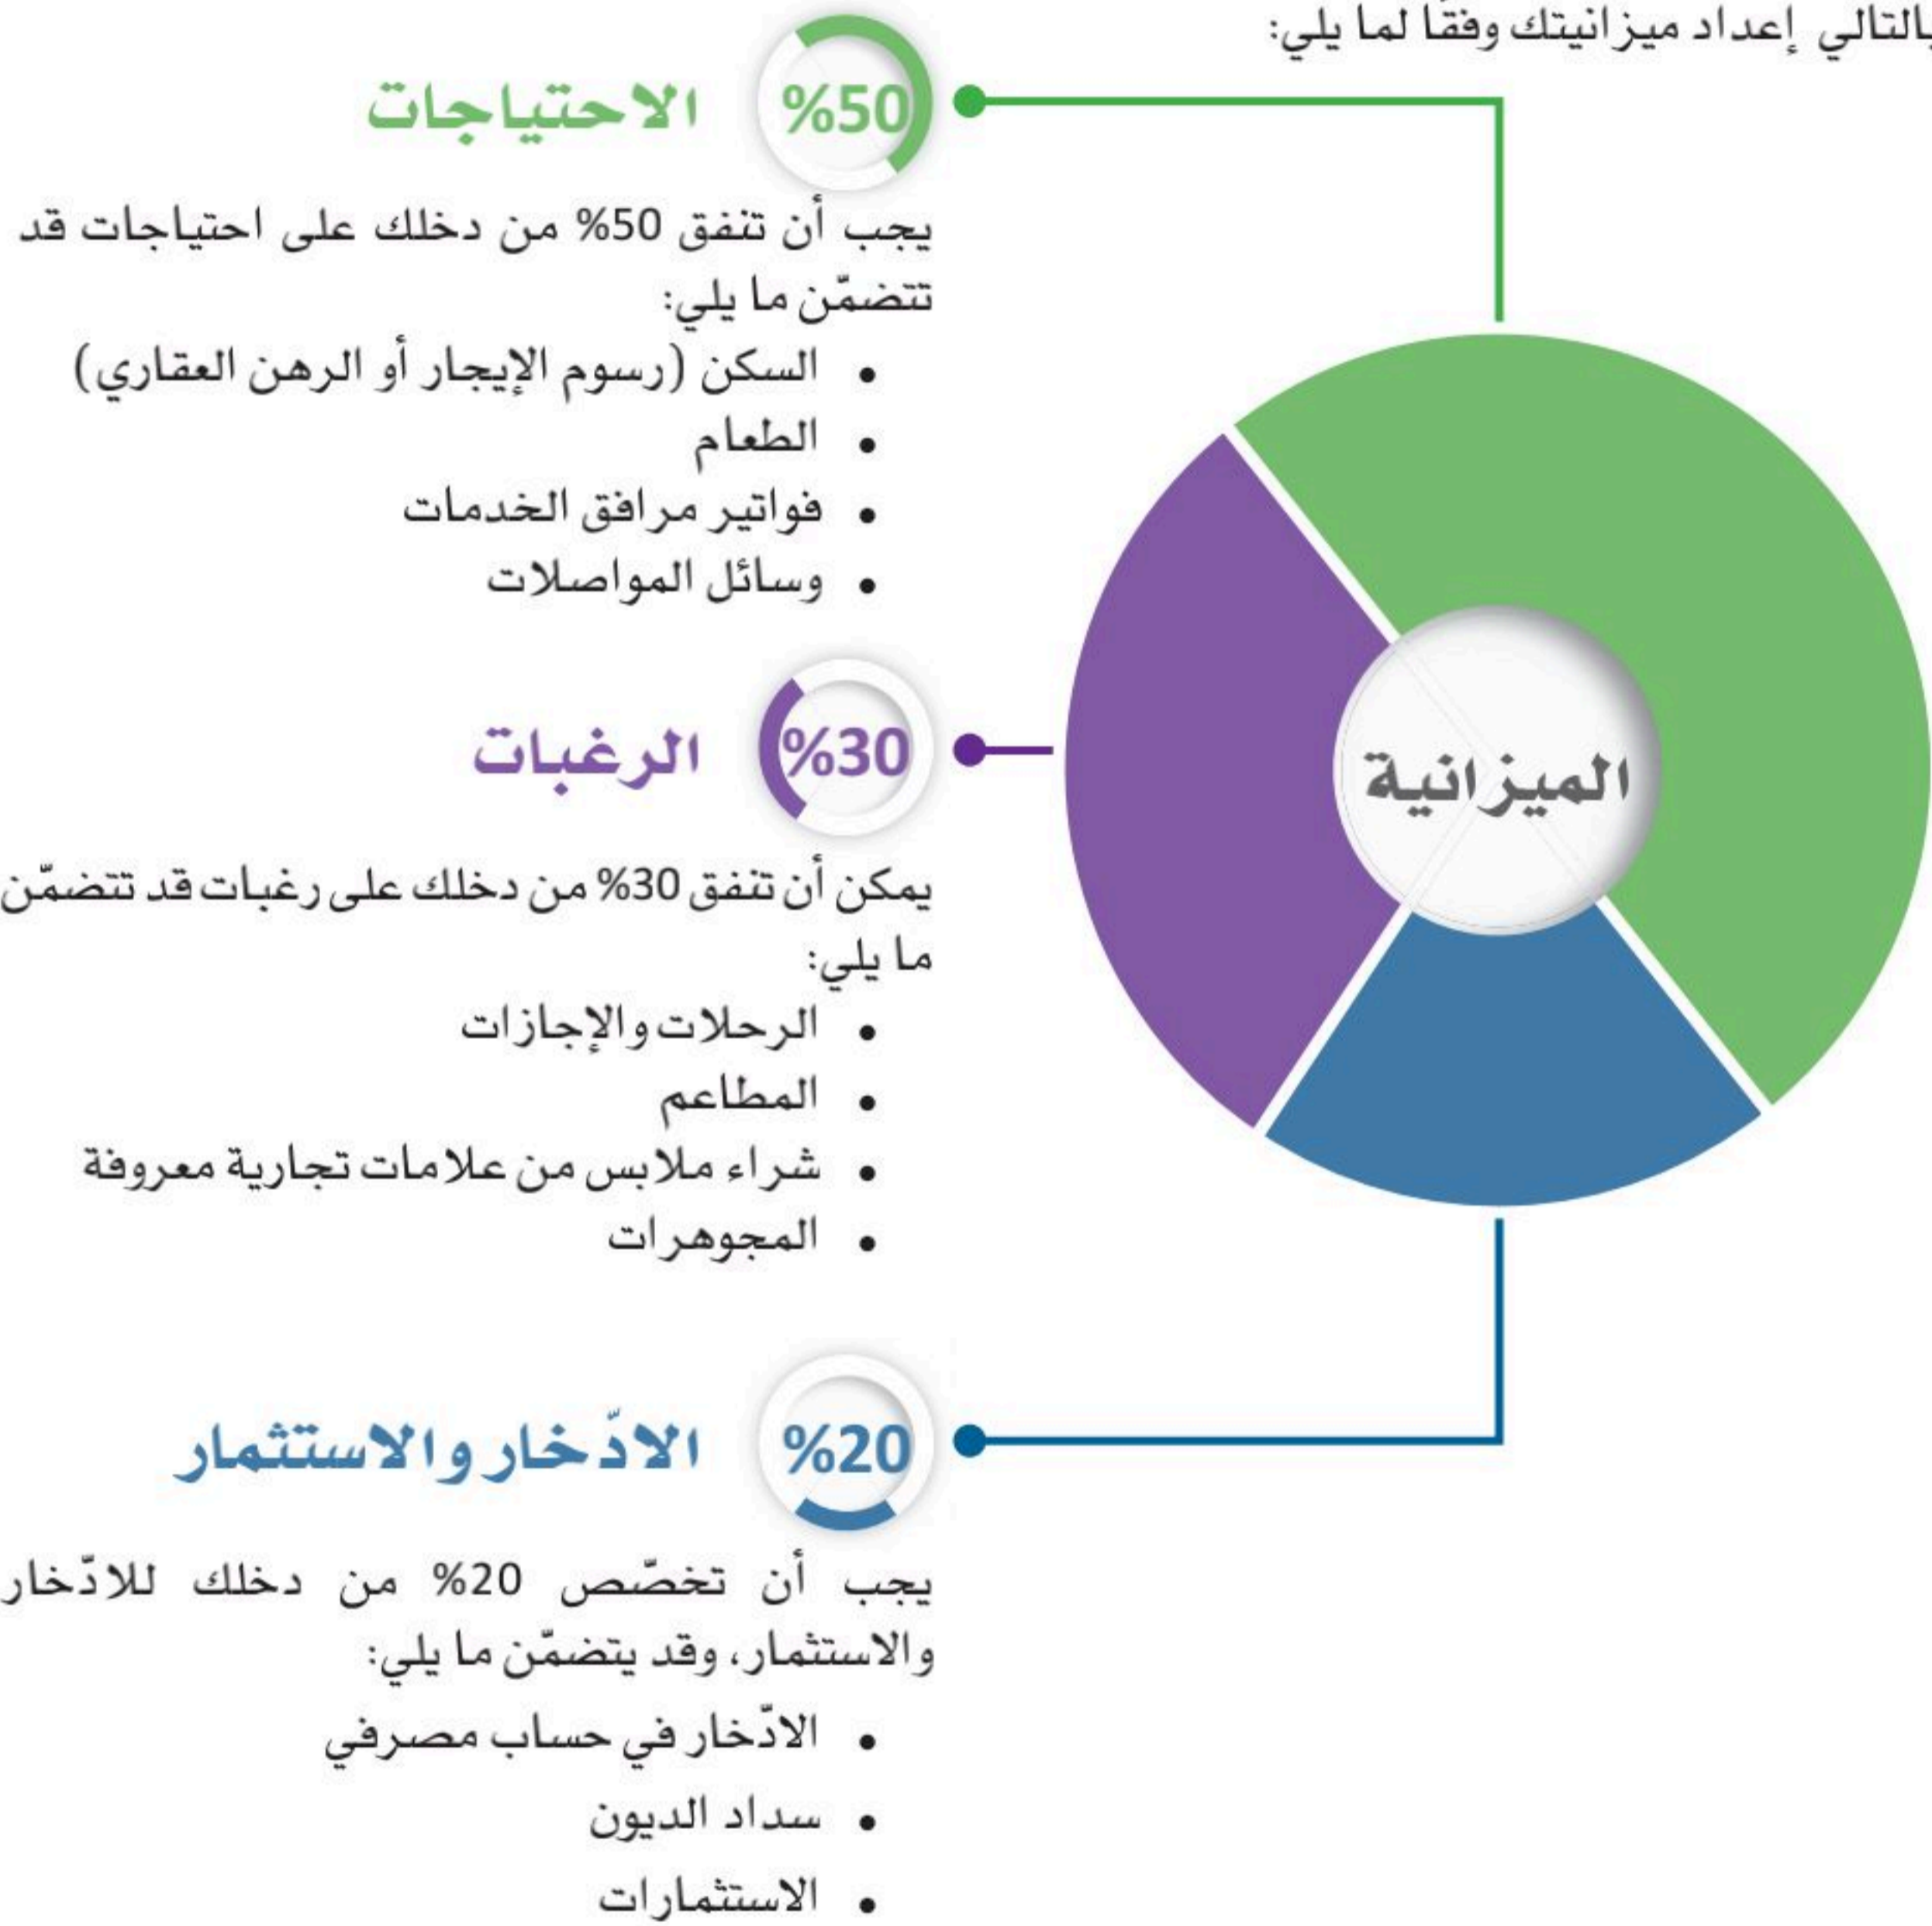 بالتالي إعداد ميزانيتك وفقًا لما يلي:
%50
الاحتياجات
يجب أن تنفق 50% من دخلك على احتياجات قد
تتضمّن ما يلي:
• السكن (رسوم الإيجار أو الرهن العقاري)
• الطعام
• فواتير مرافق الخدمات
• وسائل المواصلات
%30
الرغبات
يمكن أن تنفق 30% من دخلك على رغبات قد تتضمّن
ما يلي:
• الرحلات والإجازات
• المطاعم
• شراء ملابس من علامات تجارية معروفة
• المجوهرات
الميزانية
%20
الادّخار والاستثمار
يجب أن تخصّص 20% من دخلك للادّخار
والاستثمار، وقد يتضمّن ما يلي:
• الادّخار في حساب مصرفي
• سداد الديون
• الاستثمارات